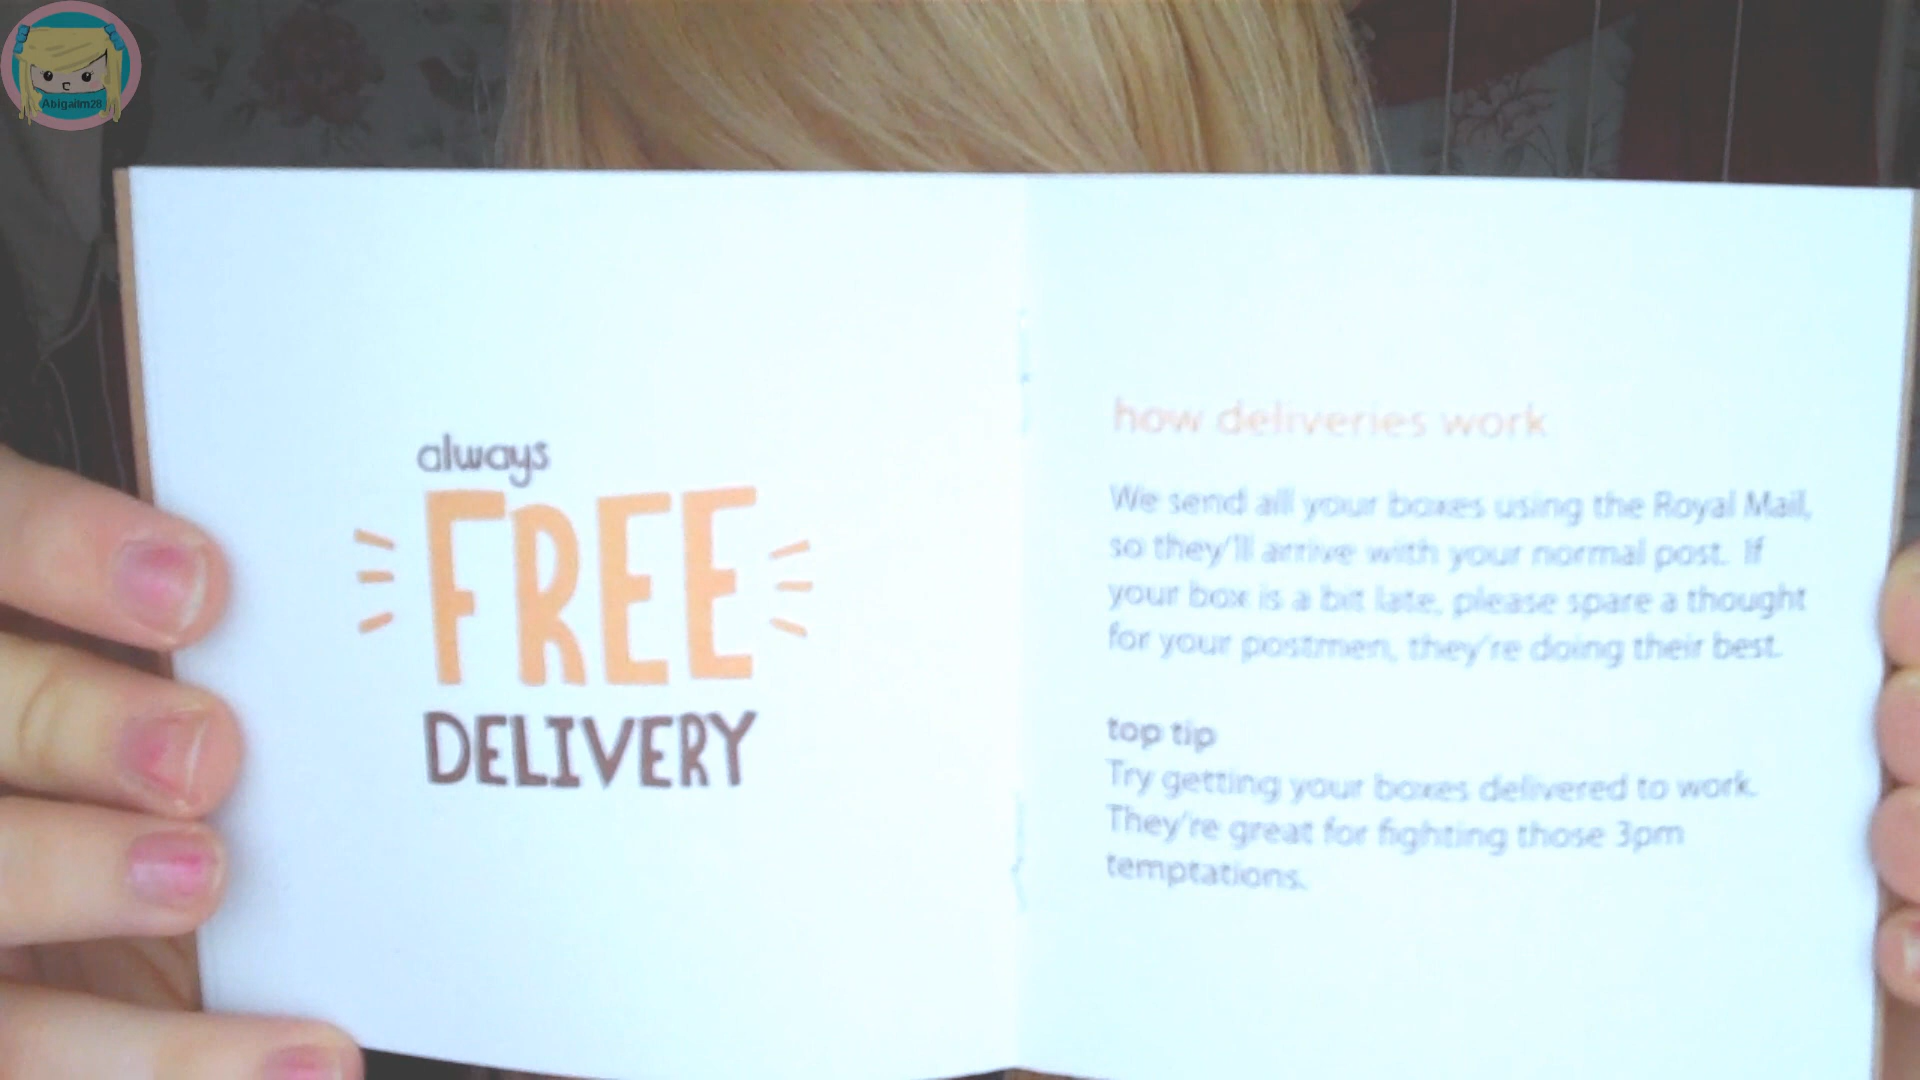 Abigailm28
always
FREE
DELIVERY
how deliveries work
We send all your boxes using the Royal Mail,
so they'll arrive with your normal post. If
your box is a bit late, please spare a thought
for your postmen, they're doing their best.
top tip
Try getting your boxes delivered to work.
They're great for fighting those 3pm
temptations.